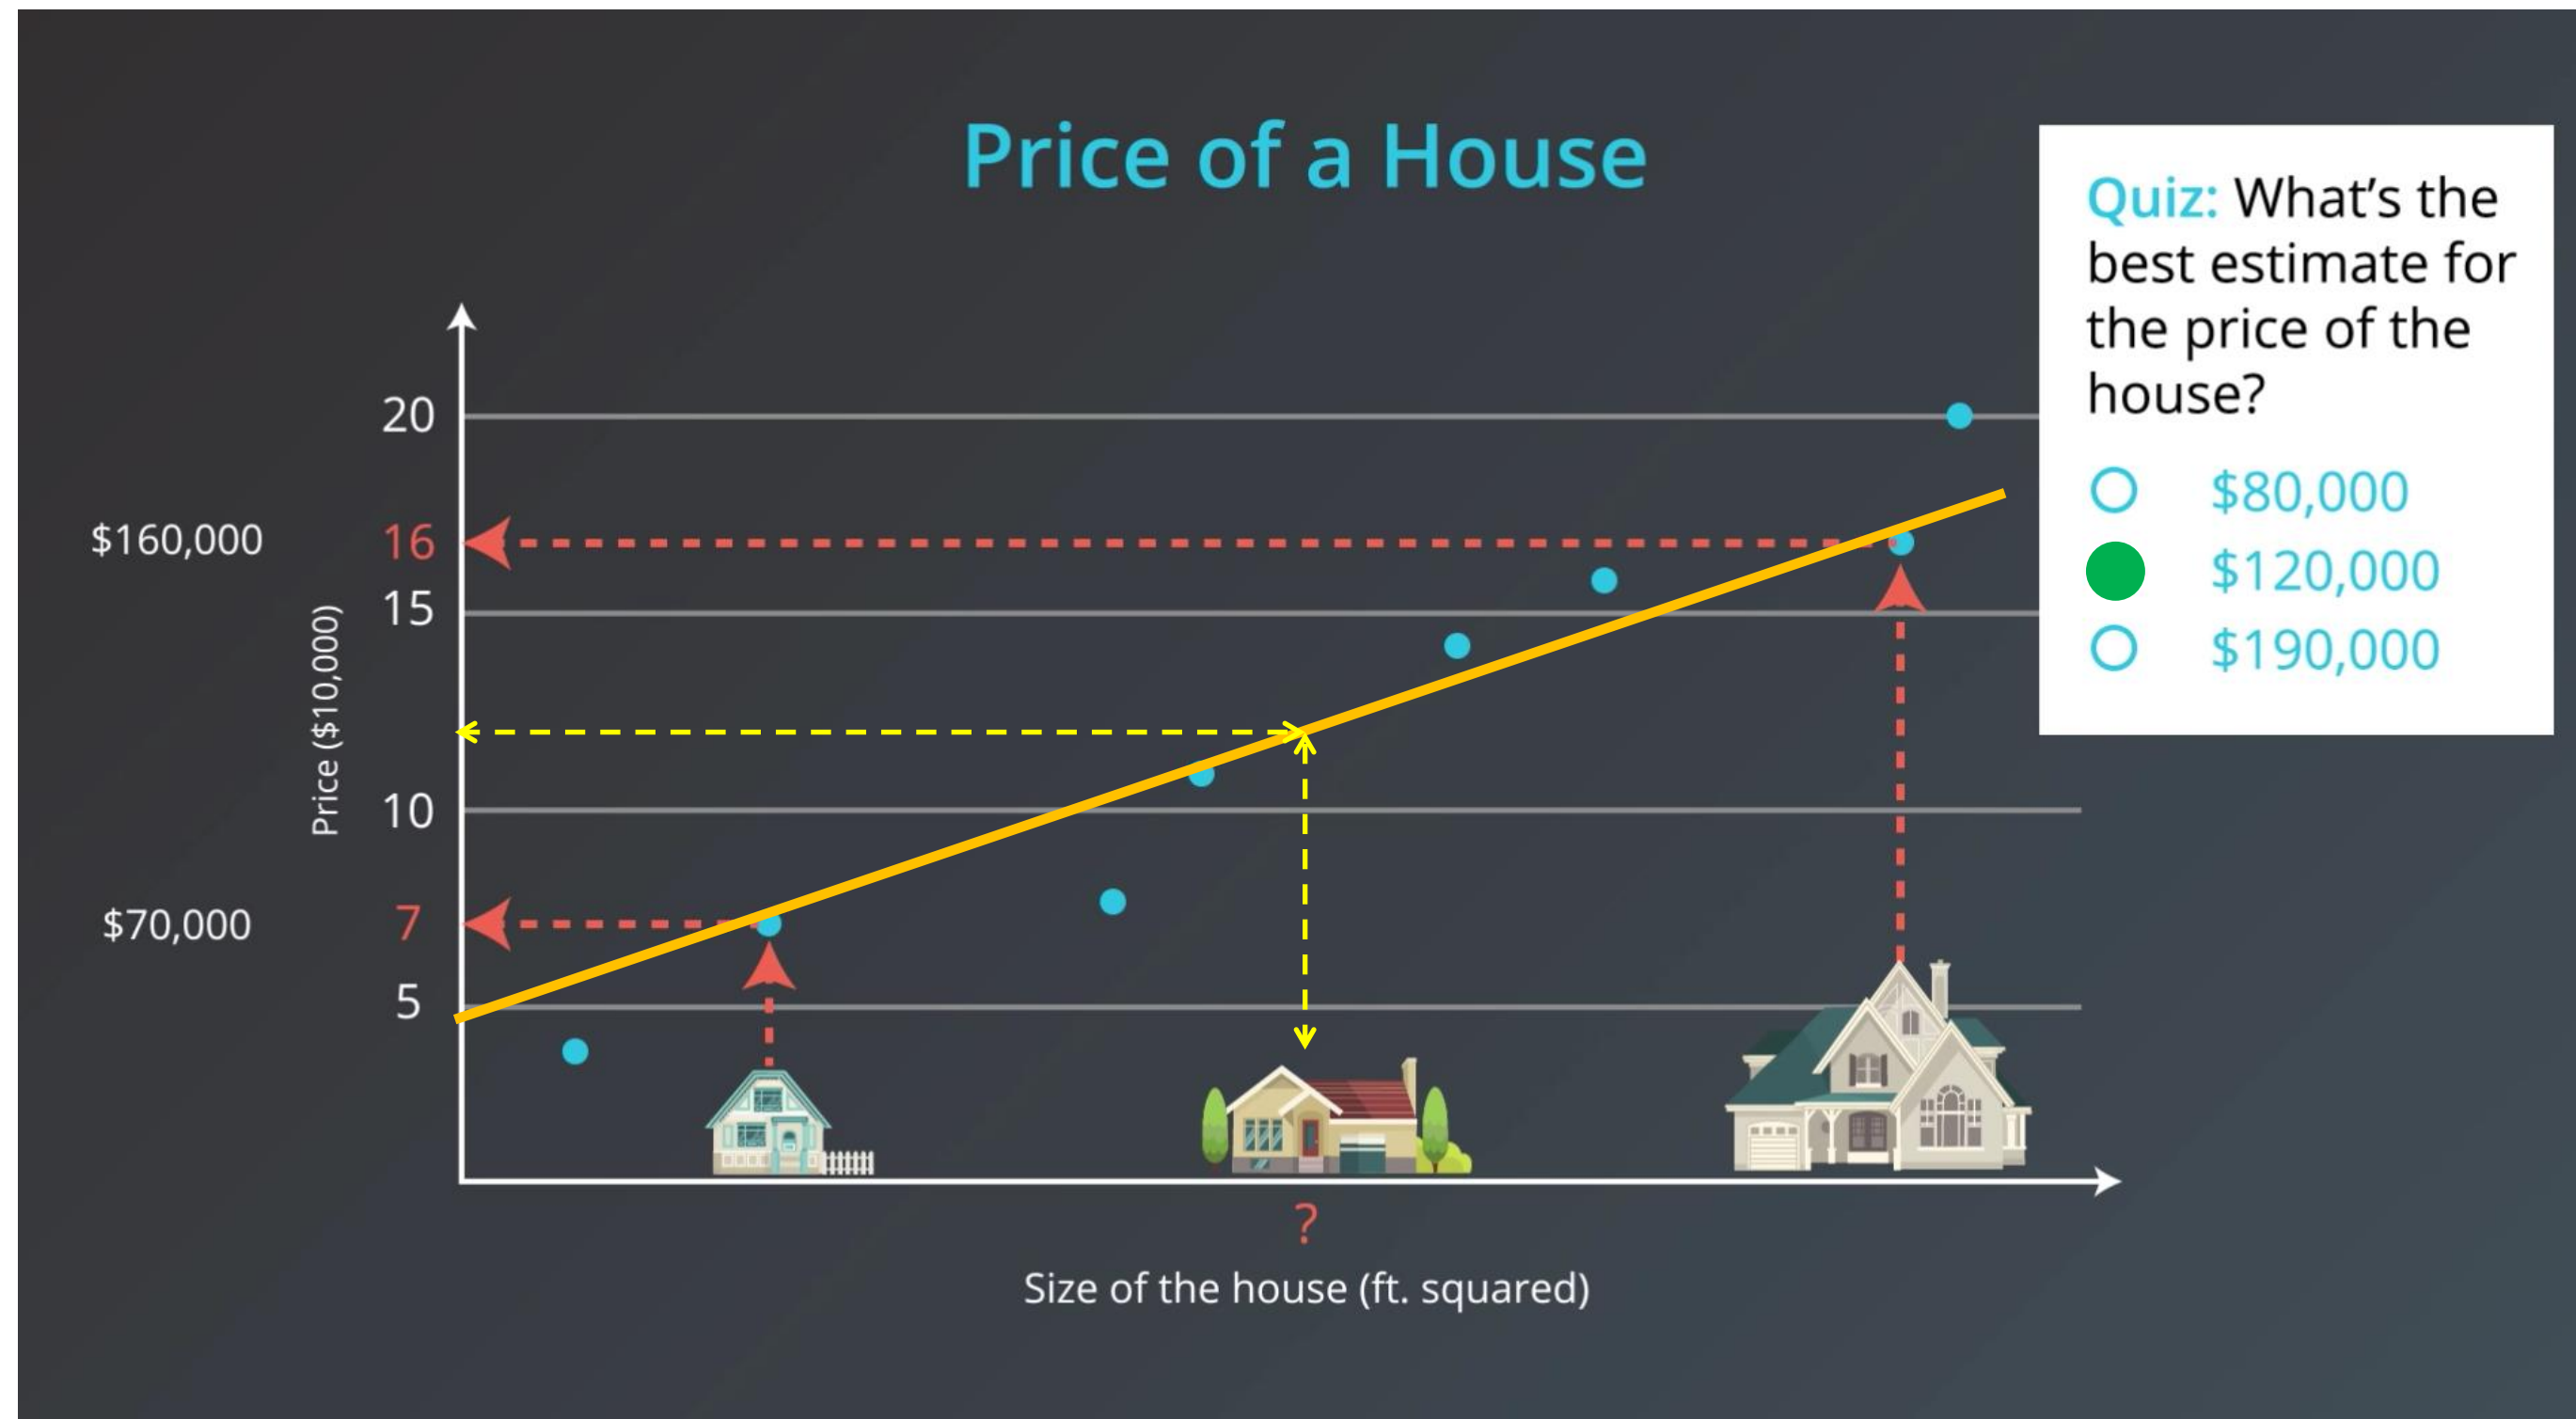 Price of a House
Quiz: What's the
best estimate for
the price of the
house?
$80,000
$120,000
$190,000
20
$160,000
16
15
Price ($10,000)
10
$70,000
7
5
?
Size of the house (ft. squared)